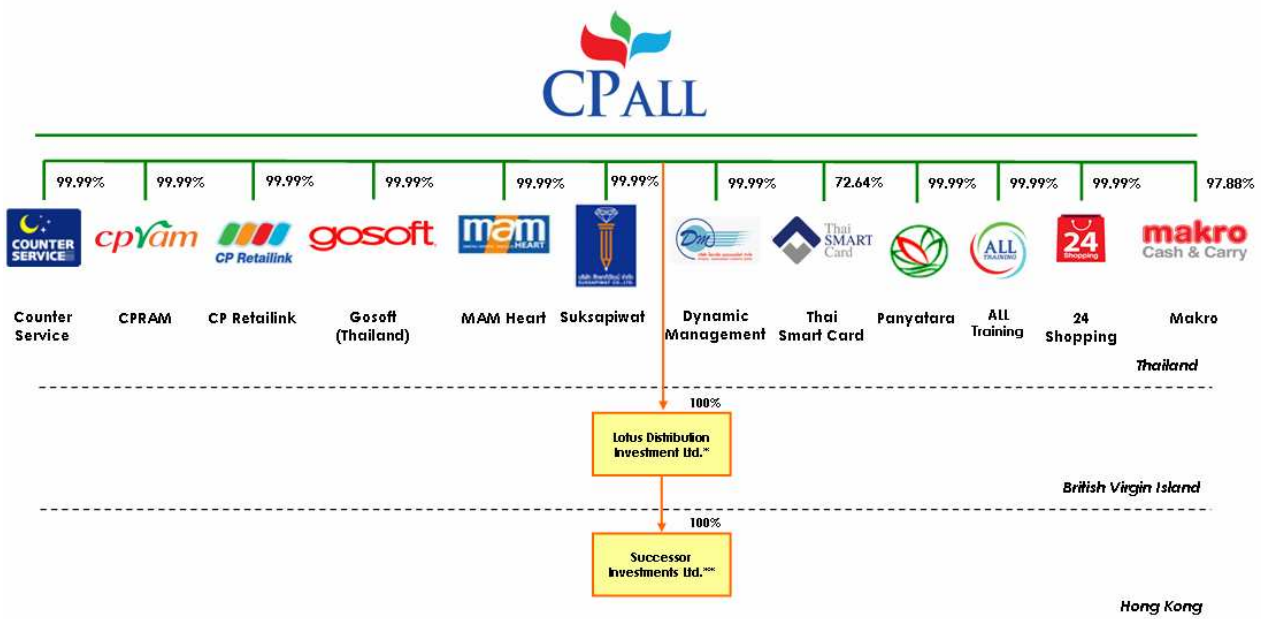 CPALL
99.99% 99.99% 99.99% 99.99% 99.99% 99.99% 99.99% 72.64% 99.99% 99.99% 99.99% 97.88%
COUNTER
SERVICE
cpram
CP Retailink
gosoft
mam
HEART
Dm
Thai
SMART
Card
ALL
TRAINING
24
Shopping
makro
Cash & Carry
Counter
Service
CPRAM
CP Retailink
Gosoft
(Thailand)
MAM Heart
Suksapiwat
Dynamic
Management
Thai
Smart Card
Panyatara
ALL
Training
24
Shopping
Makro
Thailand
100%
Lotus Distribution
Investment Ltd.*
British Virgin Island
100%
Successor
Investments Ltd.**
Hong Kong